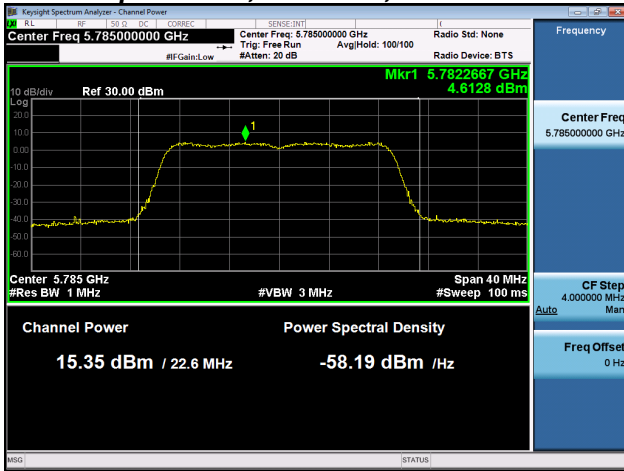 Keysight Spectrum Analyzer - Channel Power
RL RF 50 Ω DC CORREC SENSE:INT
Center Freq 5.785000000 GHz
#IFGain:Low
Center Freq: 5.785000000 GHz
Trig: Free Run Avg|Hold: 100/100
#Atten: 20 dB
Radio Std: None
Radio Device: BTS
Mkr1 5.7822667 GHz
4.6128 dBm
10 dB/div Ref 30.00 dBm
Log
20.0
10.0
0.00
-10.0
-20.0
-30.0
-40.0
-50.0
-60.0
1
Center 5.785 GHz Span 40 MHz
#Res BW 1 MHz #VBW 3 MHz #Sweep 100 ms
Channel Power Power Spectral Density
15.35 dBm / 22.6 MHz -58.19 dBm /Hz
Frequency
Center Freq
5.785000000 GHz
CF Step
4.000000 MHz
Auto Man
Freq Offset
0 Hz
MSG STATUS